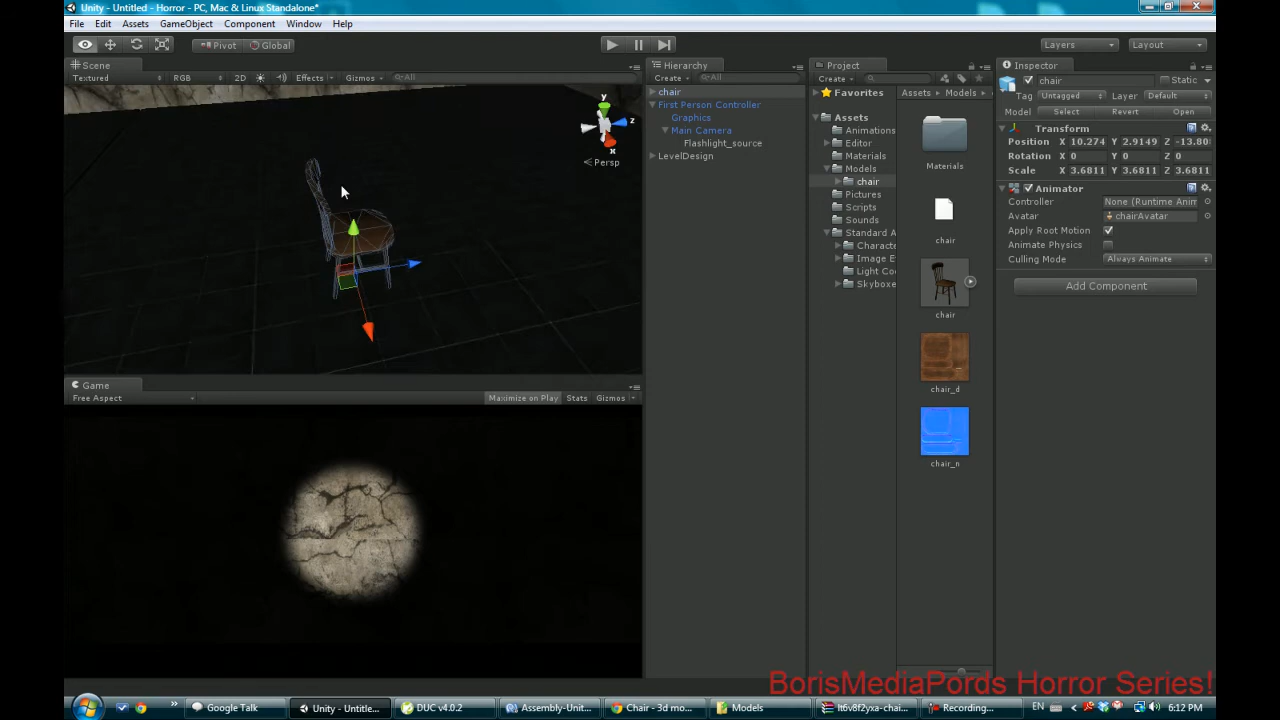 Unity - Untitled - Horror - PC, Mac & Linux Standalone*
File Edit Assets GameObject Component Window Help
Pivot Global Layers Layout
Scene
Textured RGB 2D Effects Gizmos All
y
z
x
Persp
Game
Free Aspect Maximize on Play Stats Gizmos
Hierarchy
Create All
chair
First Person Controller
Graphics
Main Camera
Flashlight_source
LevelDesign
Project
Create
Favorites
Assets
Animations
Editor
Materials
Models
chair
Pictures
Scripts
Sounds
Standard A
Characte
Image E
Light Co
Skyboxe
Assets Models
Materials
chair
chair
chair_d
chair_n
Inspector
chair Static
Tag Untagged Layer Default
Model Select Revert Open
Transform
Position X 10.274 Y 2.9149 Z -13.80
Rotation X 0 Y 0 Z 0
Scale X 3.6811 Y 3.6811 Z 3.6811
Animator
Controller None (Runtime Anim
Avatar chairAvatar
Apply Root Motion
Animate Physics
Culling Mode Always Animate
Add Component
BorisMediaPords Horror Series!
Google Talk Unity - Untitle... DUC v4.0.2 Assembly-Unit... Chair - 3d mo... Models lt6v8f2yxa-chai... Recording... EN 6:12 PM